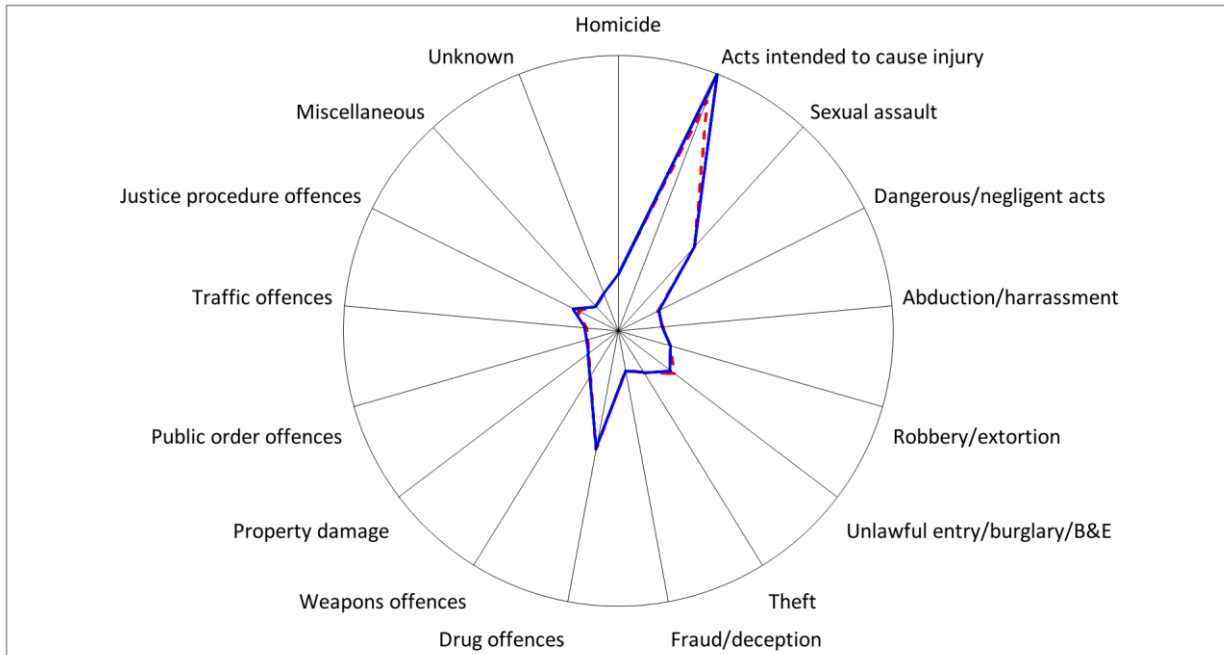 Homicide
Acts intended to cause injury
Sexual assault
Dangerous/negligent acts
Abduction/harrassment
Robbery/extortion
Unlawful entry/burglary/B&E
Theft
Fraud/deception
Drug offences
Weapons offences
Property damage
Public order offences
Traffic offences
Justice procedure offences
Miscellaneous
Unknown